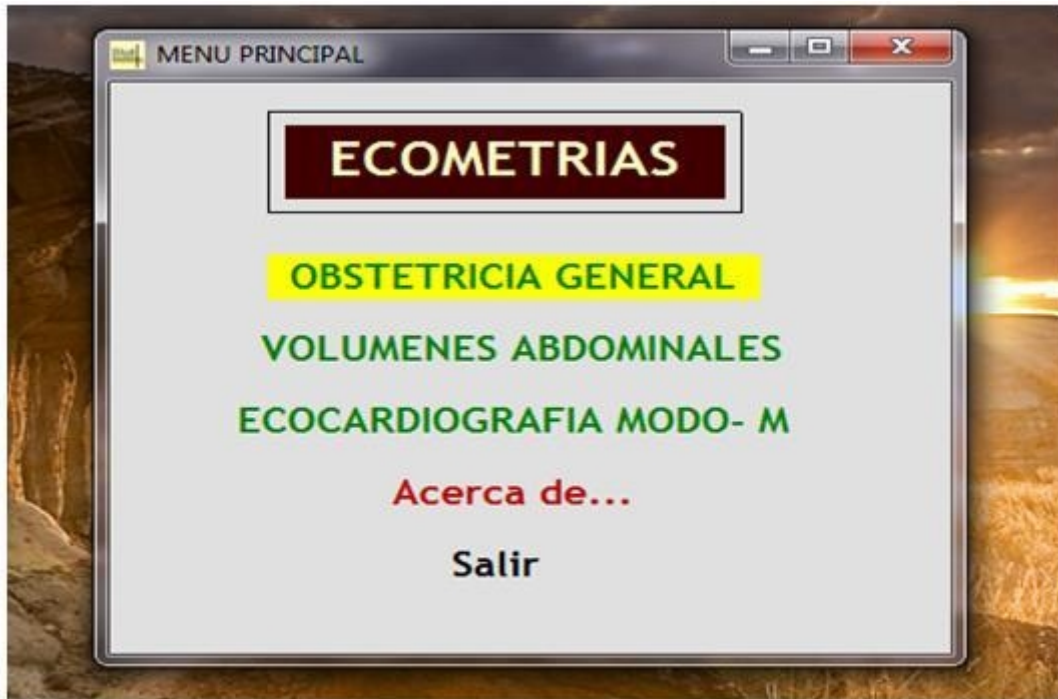 MENU PRINCIPAL
ECOMETRIAS
OBSTETRICIA GENERAL
VOLUMENES ABDOMINALES
ECOCARDIOGRAFIA MODO- M
Acerca de...
Salir